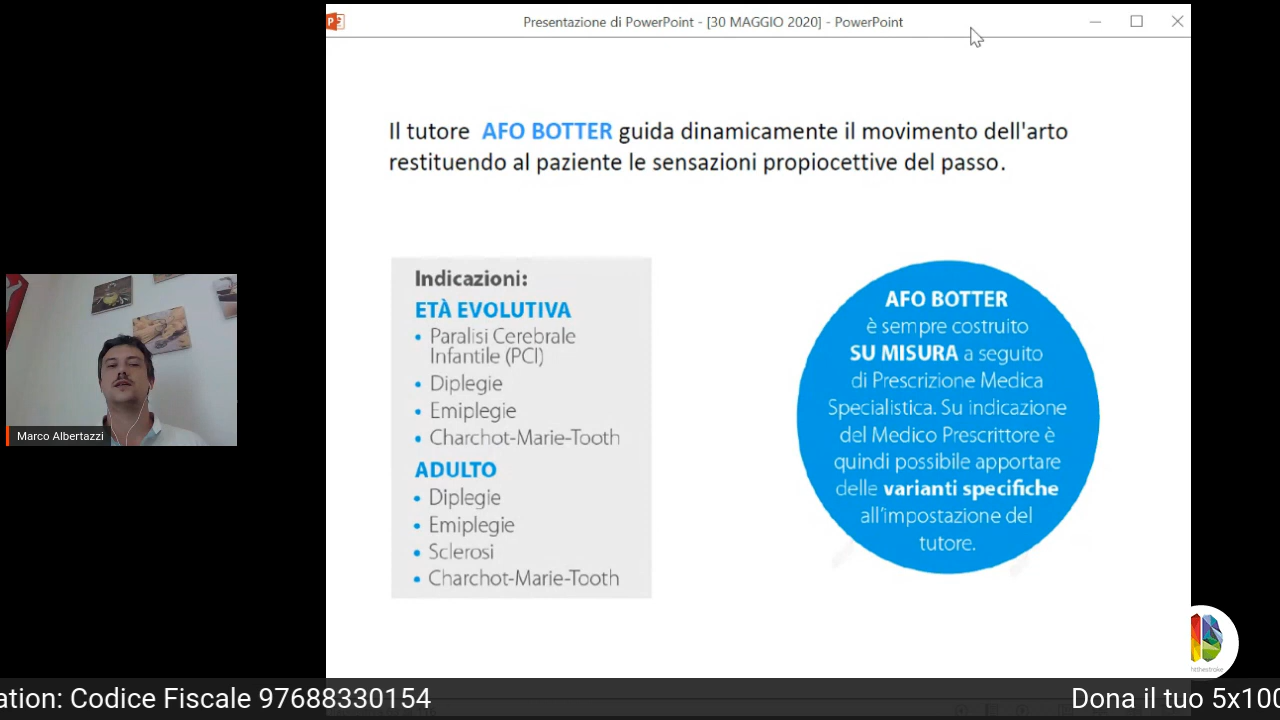 Presentazione di PowerPoint - [30 MAGGIO 2020] - PowerPoint
Il tutore AFO BOTTER guida dinamicamente il movimento dell'arto
restituendo al paziente le sensazioni propiocettive del passo.
Indicazioni:
ETÀ EVOLUTIVA
• Paralisi Cerebrale
Infantile (PCI)
• Diplegie
• Emiplegie
• Charchot-Marie-Tooth
ADULTO
• Diplegie
• Emiplegie
• Sclerosi
• Charchot-Marie-Tooth
AFO BOTTER
è sempre costruito
SU MISURA a seguito
di Prescrizione Medica
Specialistica. Su indicazione
del Medico Prescrittore è
quindi possibile apportare
delle varianti specifiche
all'impostazione del
tutore.
Marco Albertazzi
hithestroke
ation: Codice Fiscale 97688330154
Dona il tuo 5x100